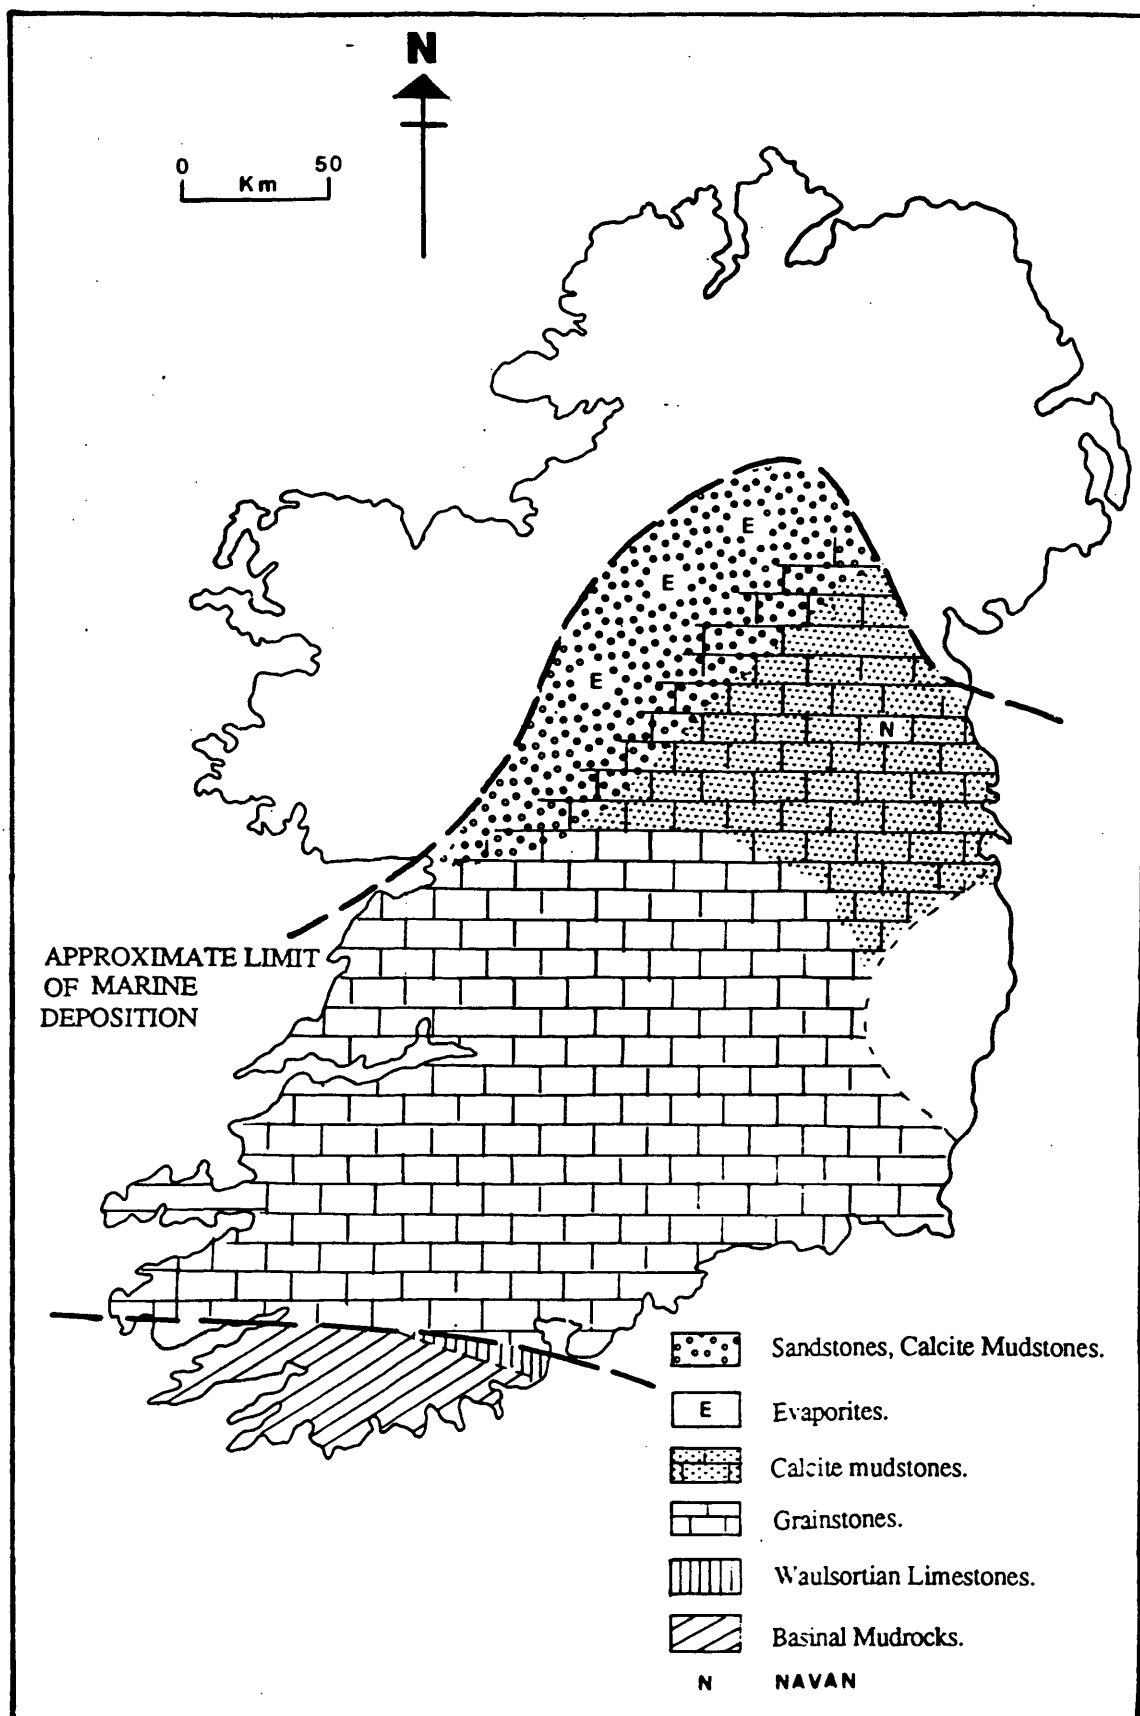 N
0 50
Km
E
E
E
N
APPROXIMATE LIMIT
OF MARINE
DEPOSITION
Sandstones, Calcite Mudstones.
E Evaporites.
Calcite mudstones.
Grainstones.
Waulsortian Limestones.
Basinal Mudrocks.
N NAVAN